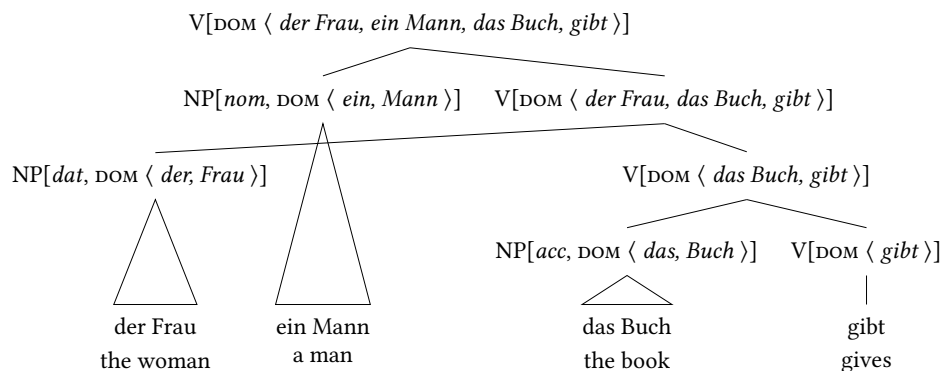 V[DOM ⟨ der Frau, ein Mann, das Buch, gibt ⟩]
NP[nom, DOM ⟨ ein, Mann ⟩] V[DOM ⟨ der Frau, das Buch, gibt ⟩]
NP[dat, DOM ⟨ der, Frau ⟩] V[DOM ⟨ das Buch, gibt ⟩]
NP[acc, DOM ⟨ das, Buch ⟩] V[DOM ⟨ gibt ⟩]
der Frau ein Mann das Buch gibt
the woman a man the book gives